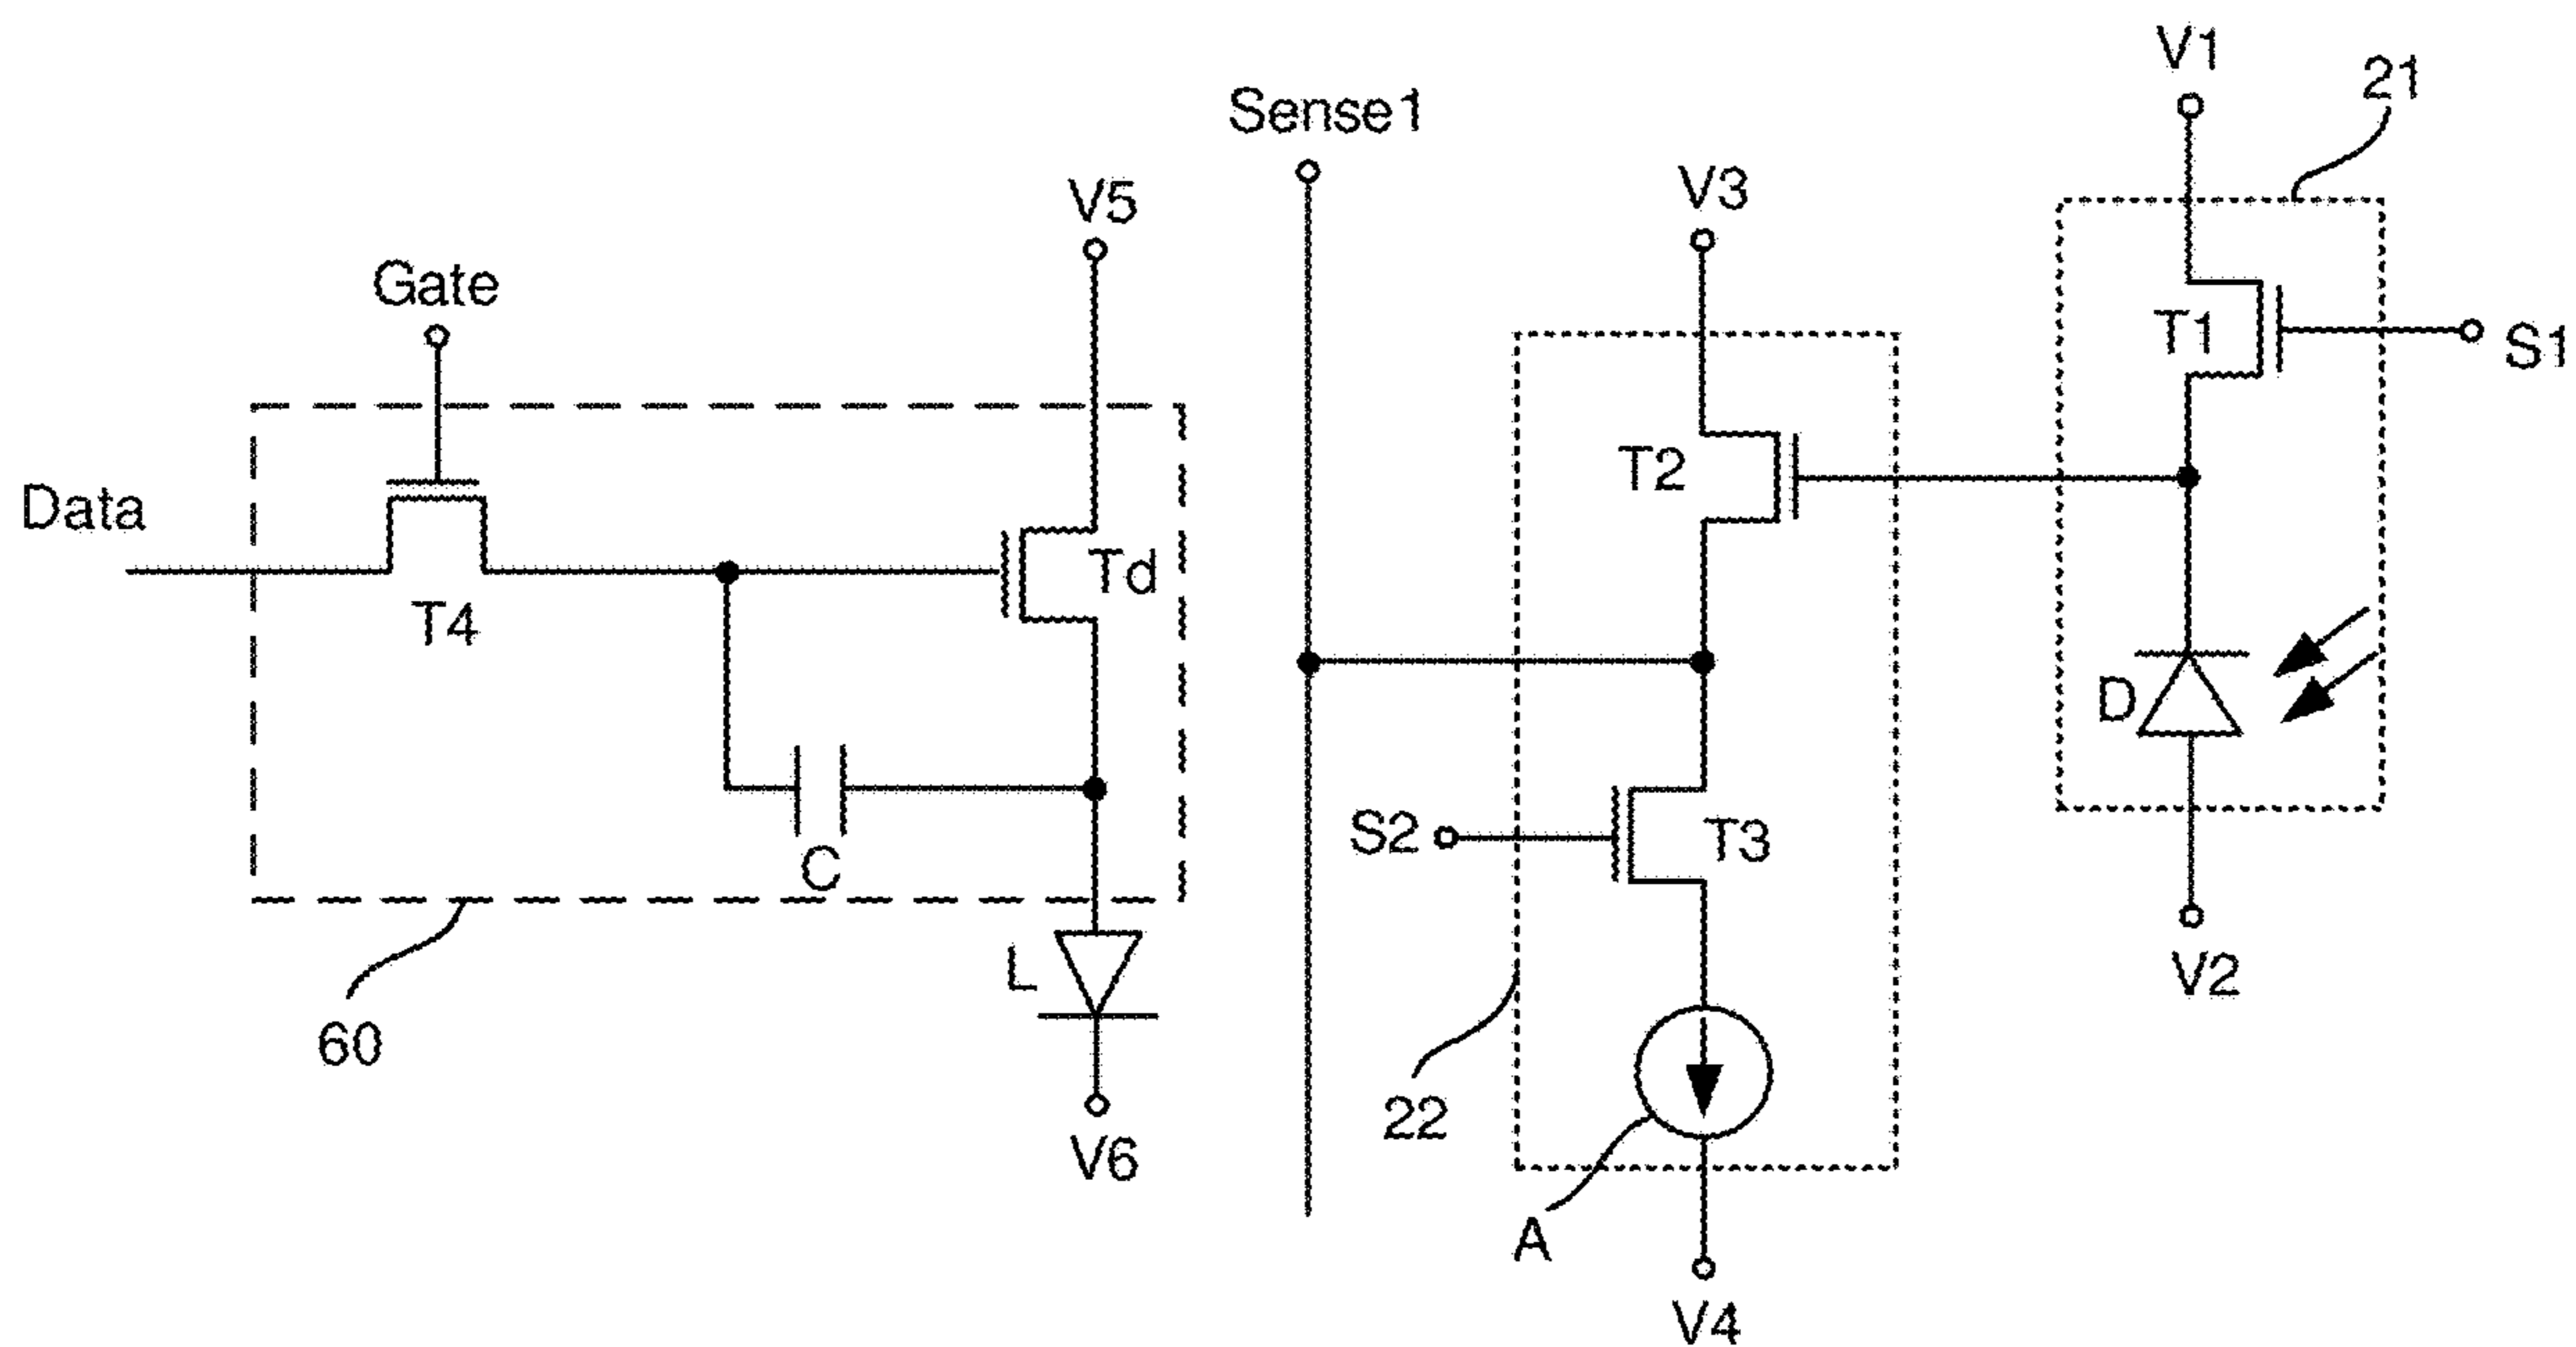 V1
21
Sense1
V3
V5
Gate
T1
S1
T2
Data
Td
T4
D
S2
T3
C
L
V2
60
22
V6
A
V4